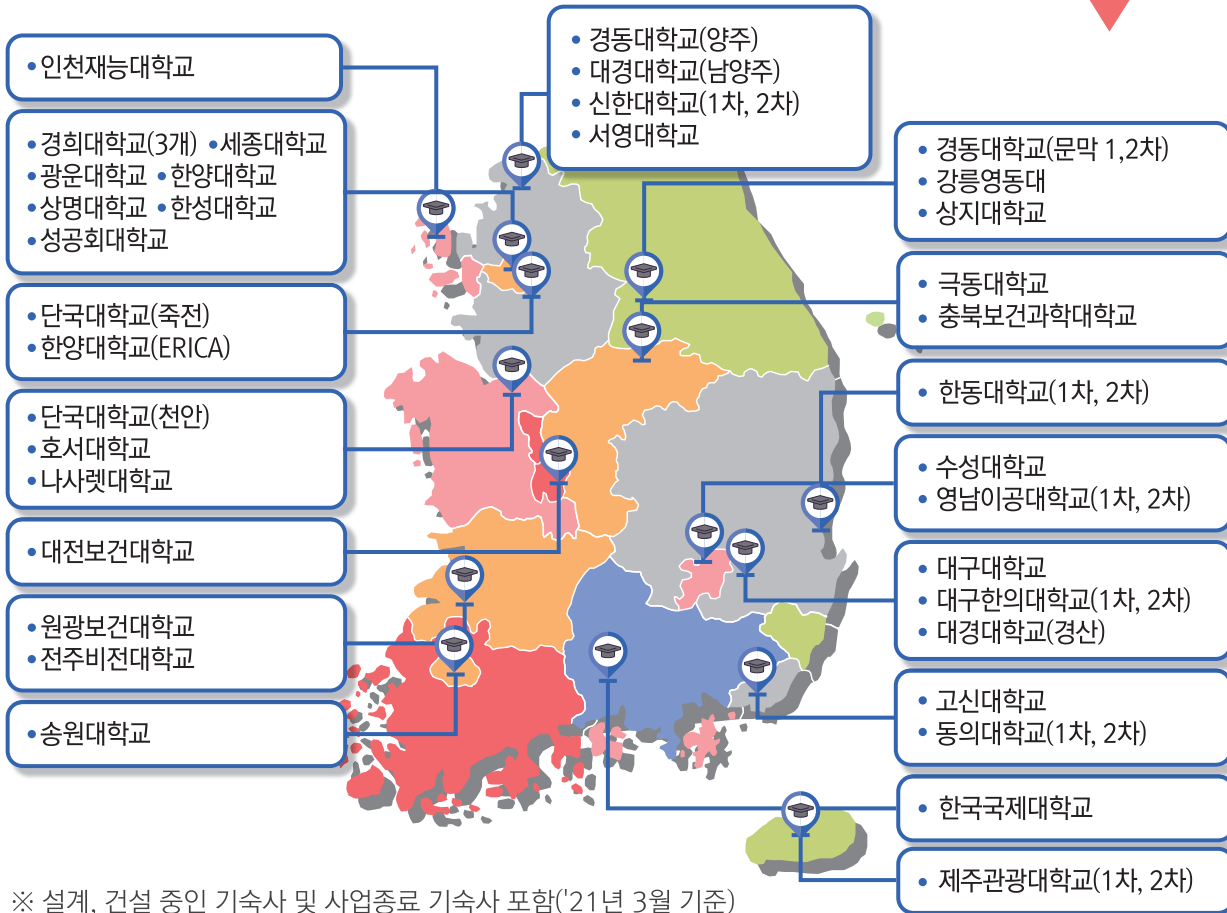 • 인천재능대학교
• 경희대학교(3개) • 세종대학교
• 광운대학교 • 한양대학교
• 상명대학교 • 한성대학교
• 성공회대학교
• 단국대학교(죽전)
• 한양대학교(ERICA)
• 단국대학교(천안)
• 호서대학교
• 나사렛대학교
• 대전보건대학교
• 원광보건대학교
• 전주비전대학교
• 송원대학교
• 경동대학교(양주)
• 대경대학교(남양주)
• 신한대학교(1차, 2차)
• 서영대학교
• 경동대학교(문막 1,2차)
• 강릉영동대
• 상지대학교
• 극동대학교
• 충북보건과학대학교
• 한동대학교(1차, 2차)
• 수성대학교
• 영남이공대학교(1차, 2차)
• 대구대학교
• 대구한의대학교(1차, 2차)
• 대경대학교(경산)
• 고신대학교
• 동의대학교(1차, 2차)
• 한국국제대학교
• 제주관광대학교(1차, 2차)
※ 설계, 건설 중인 기숙사 및 사업종료 기숙사 포함('21년 3월 기준)